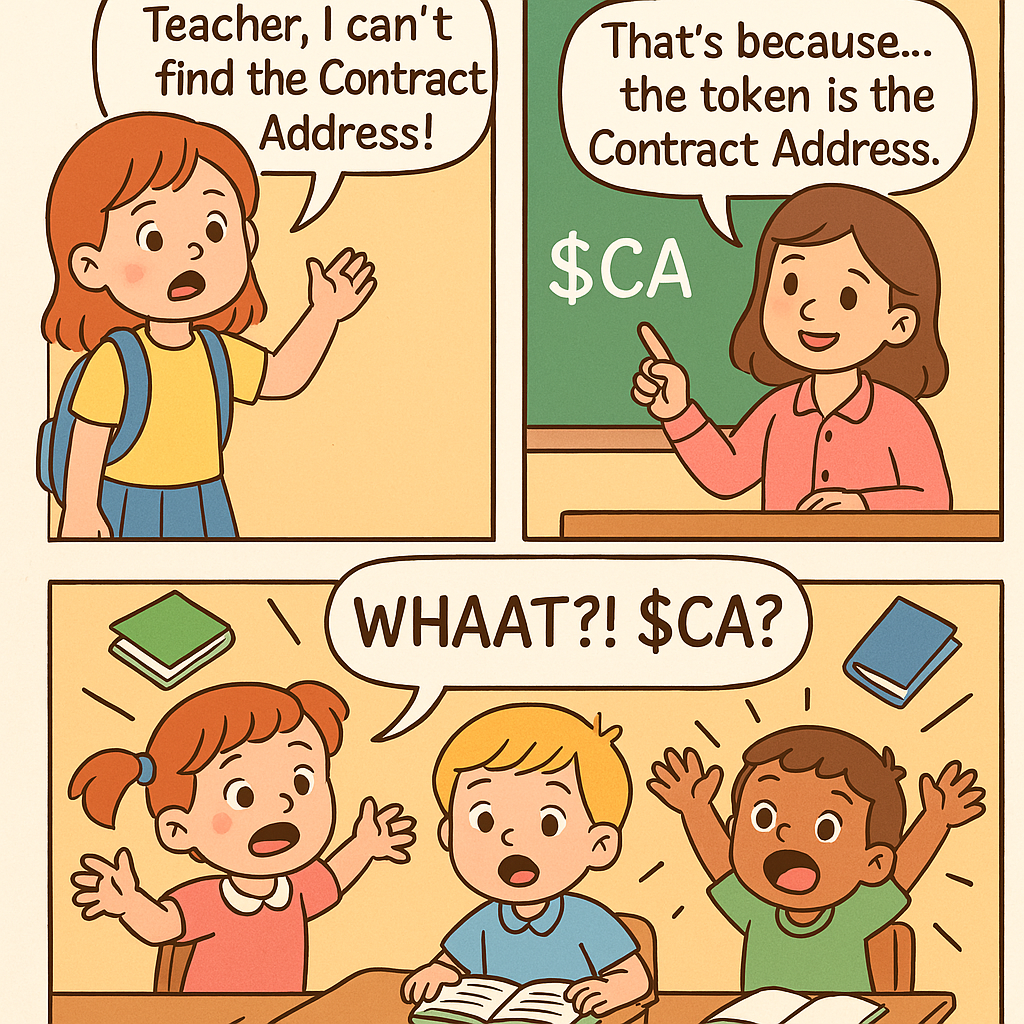 Teacher, I can't
find the Contract
Address!
That's because...
the token is the
Contract Address.
$CA
WHAAT?! $CA?